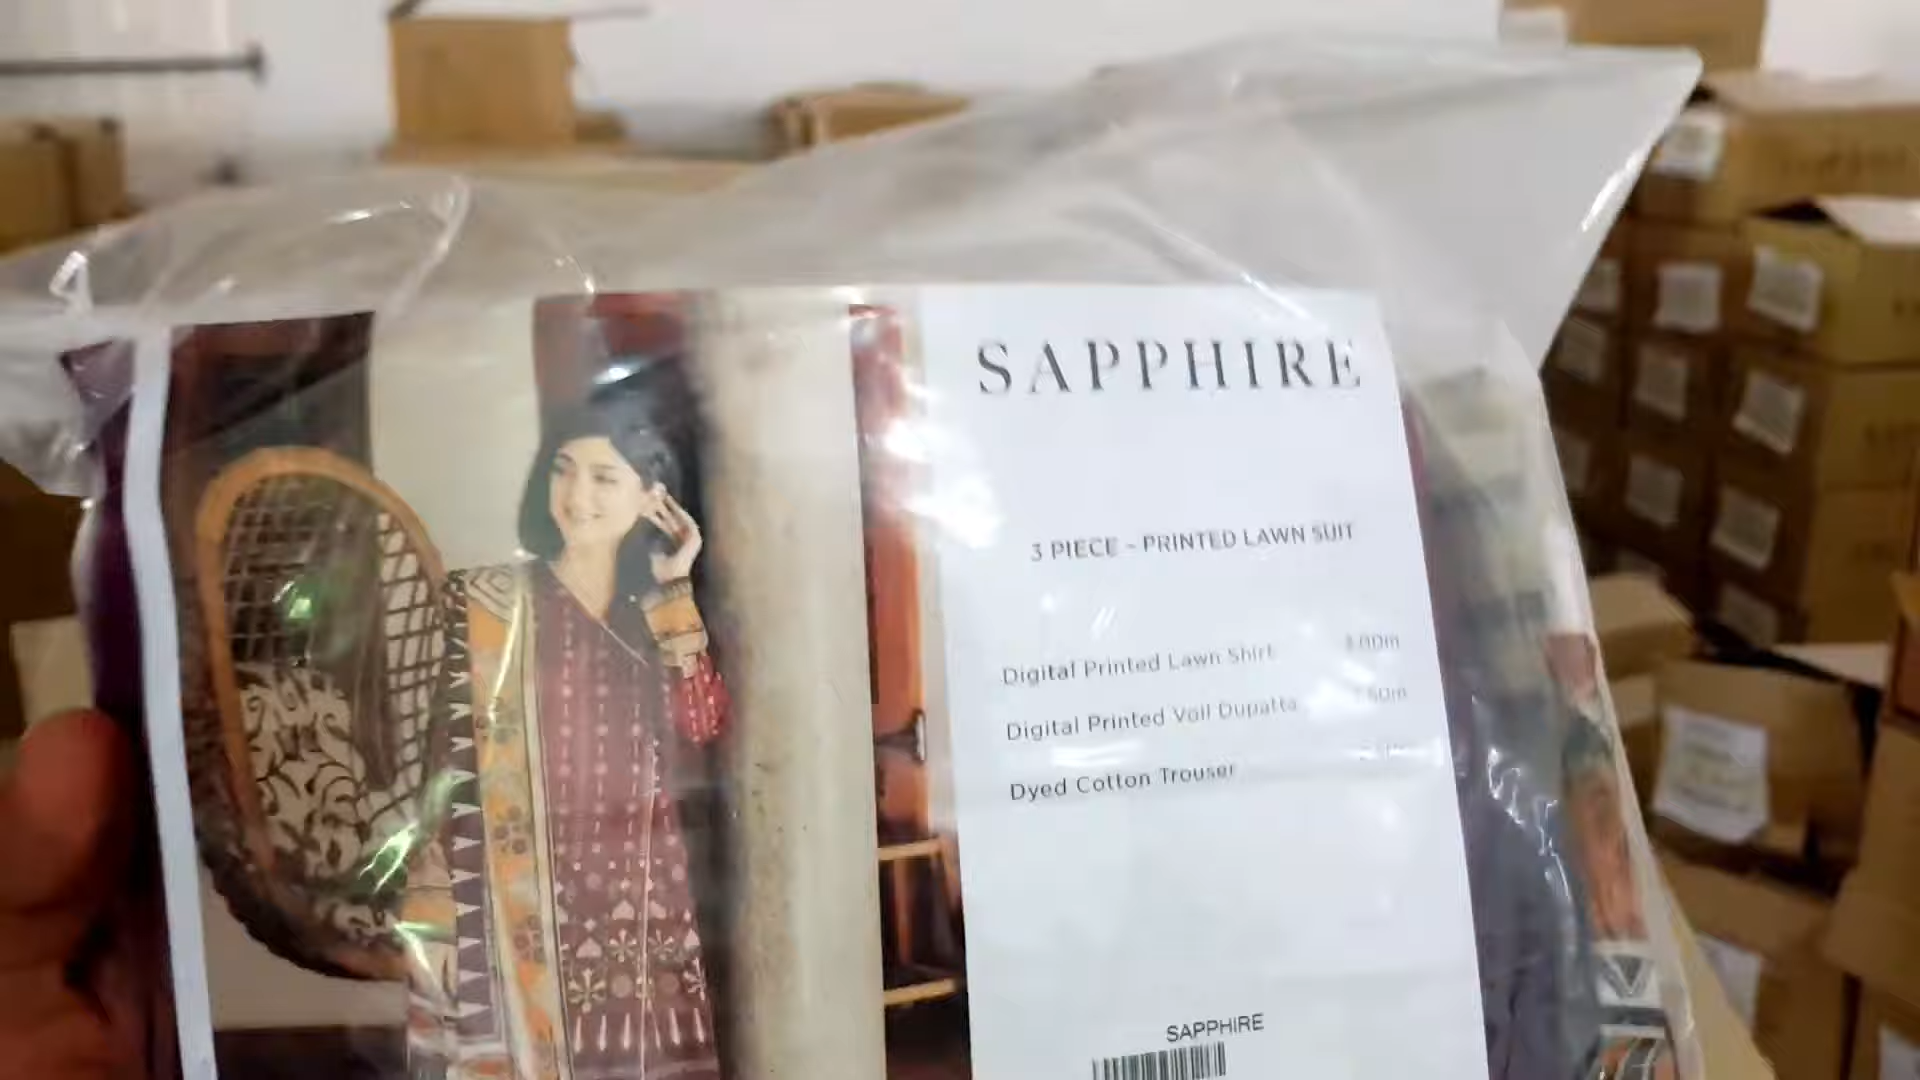 SAPPHIRE
3 PIECE - PRINTED LAWN SUIT
Digital Printed Lawn Shirt
Digital Printed Voil Dupatta
Dyed Cotton Trouser
SAPPHIRE